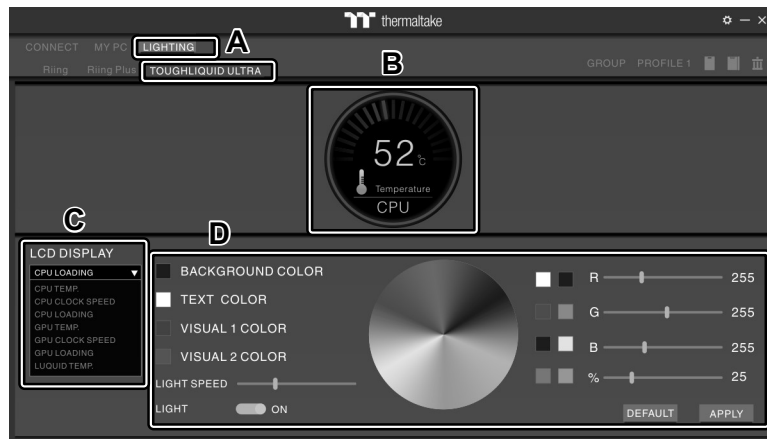 thermaltake
CONNECT MY PC LIGHTING A
Riing Riing Plus TOUGHLIQUID ULTRA
GROUP PROFILE 1
B
52℃
Temperature
CPU
C
LCD DISPLAY
CPU LOADING
CPU TEMP.
CPU CLOCK SPEED
CPU LOADING
GPU TEMP.
GPU CLOCK SPEED
GPU LOADING
LUQUID TEMP.
D
BACKGROUND COLOR
TEXT COLOR
VISUAL 1 COLOR
VISUAL 2 COLOR
LIGHT SPEED
LIGHT ON
R 255
G 255
B 255
% 25
DEFAULT APPLY